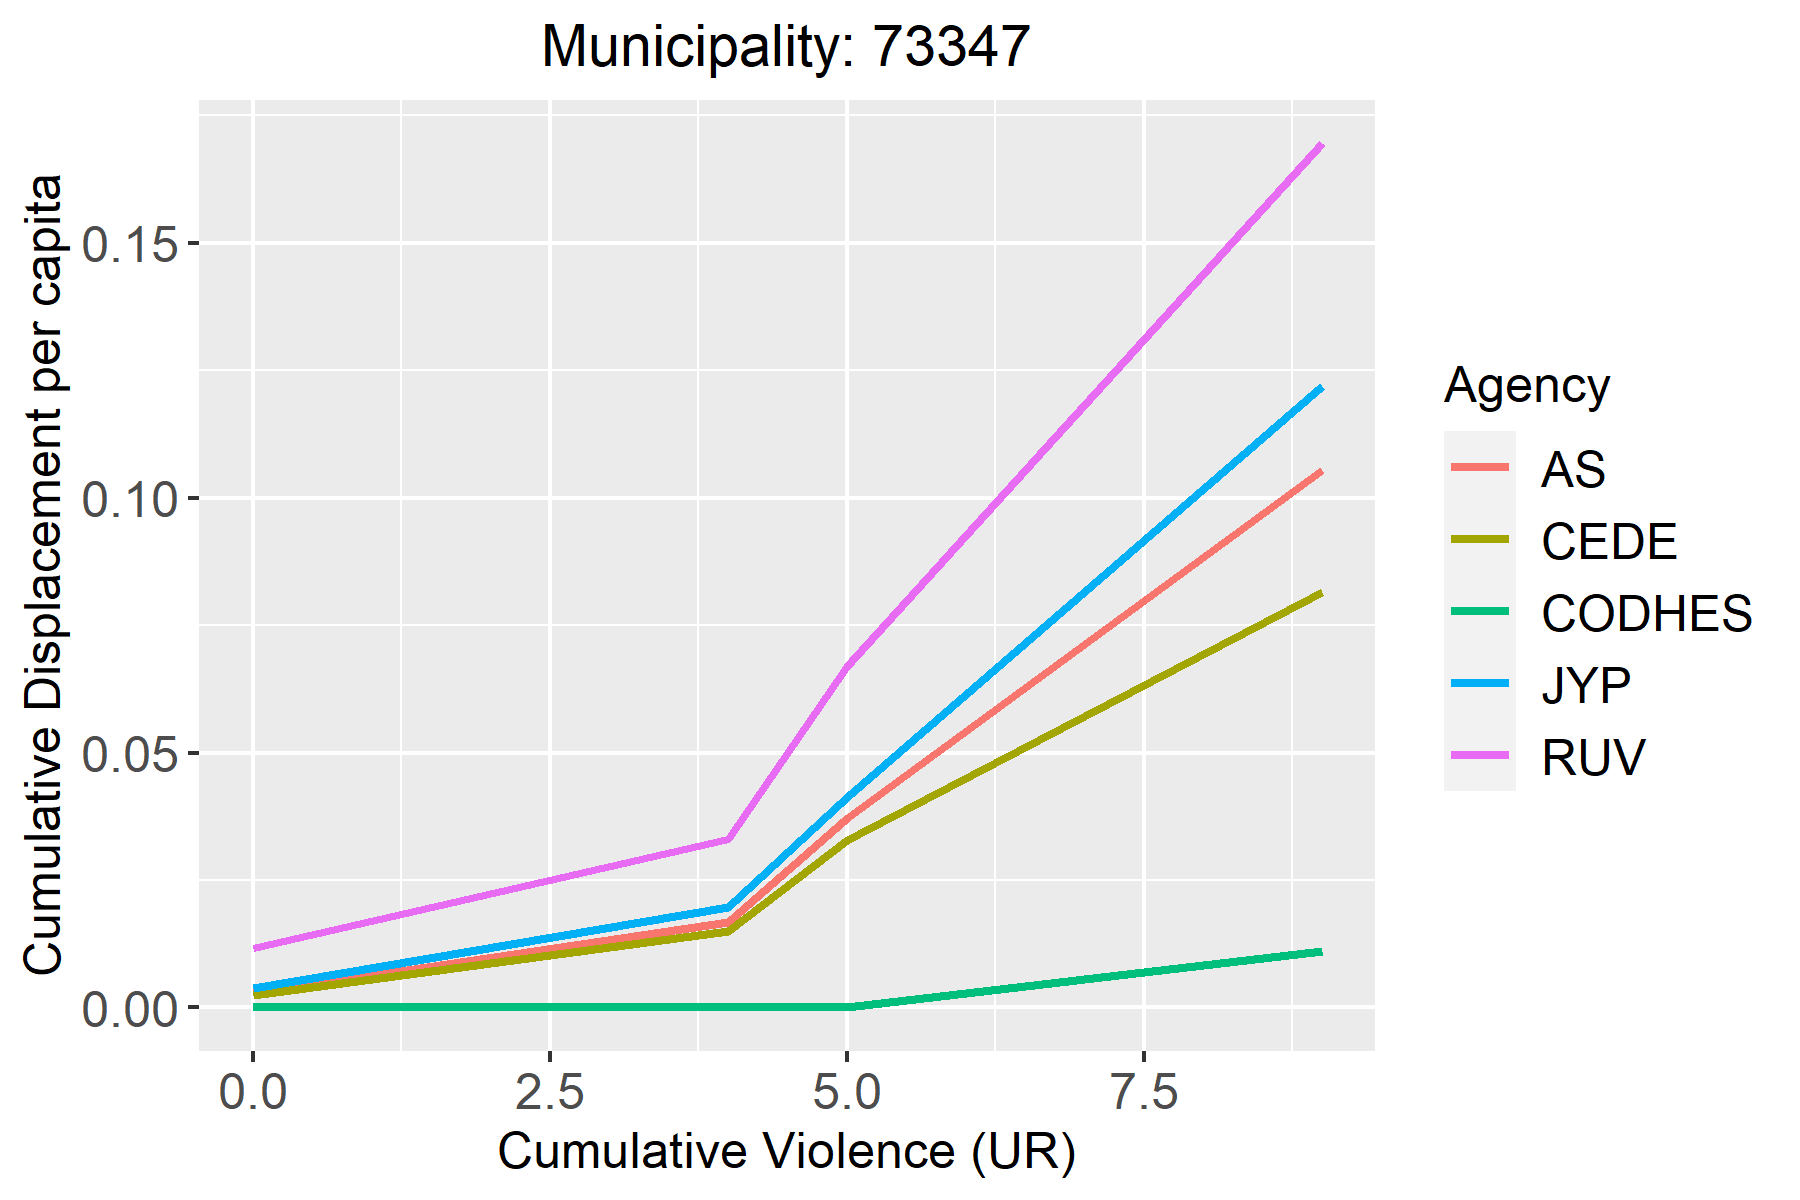 Municipality: 73347
Cumulative Displacement per capita
0.15
0.10
0.05
0.00
0.0 2.5 5.0 7.5
Cumulative Violence (UR)
Agency
AS
CEDE
CODHES
JYP
RUV